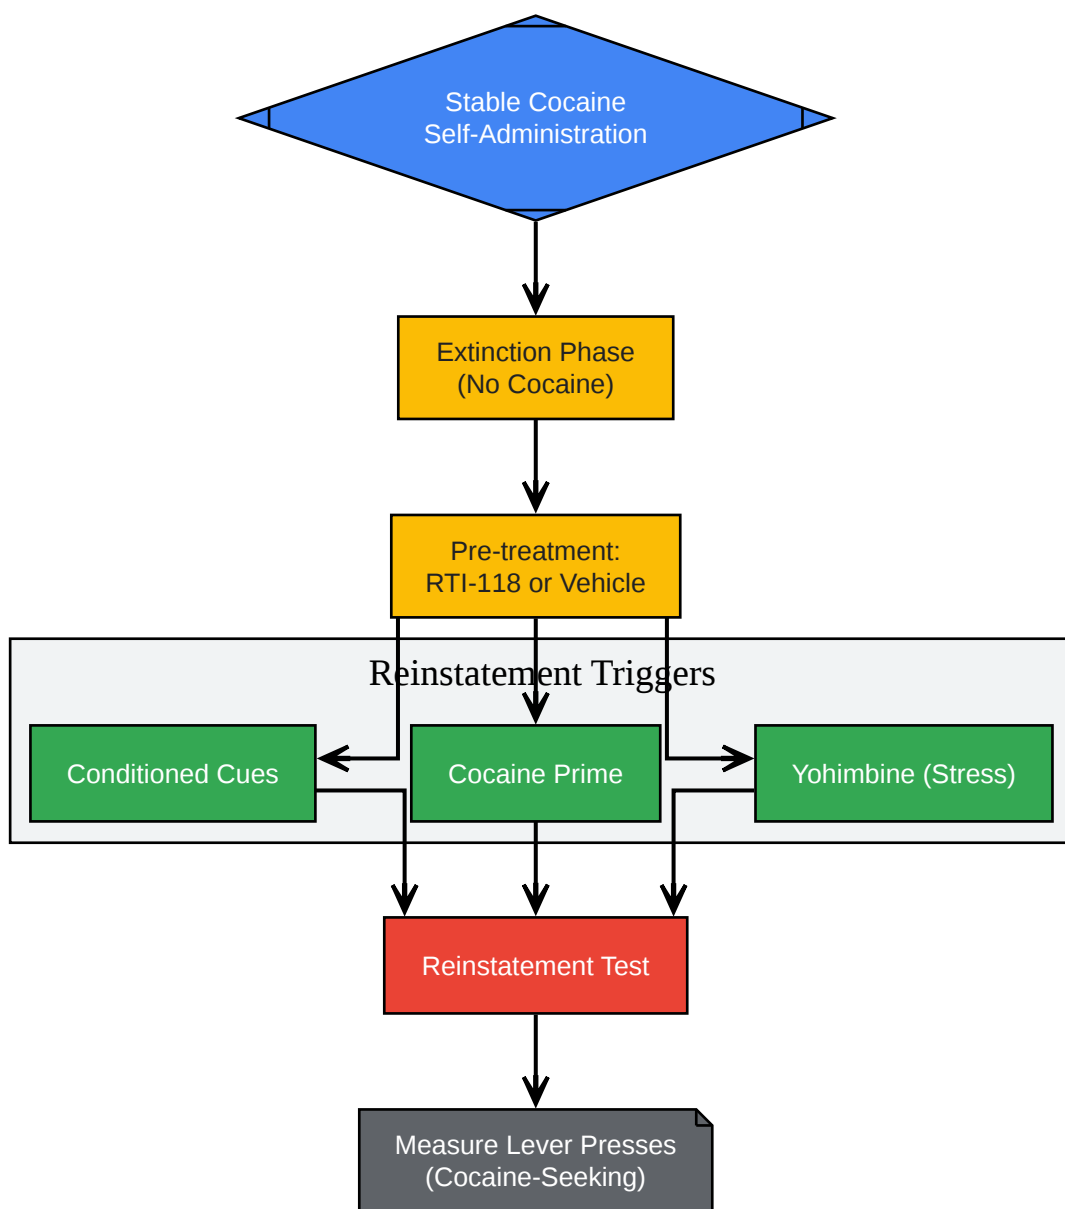 Stable Cocaine
Self-Administration
Extinction Phase
(No Cocaine)
Pre-treatment:
RTI-118 or Vehicle
Reinstatement Triggers
Conditioned Cues
Cocaine Prime
Yohimbine (Stress)
Reinstatement Test
Measure Lever Presses
(Cocaine-Seeking)